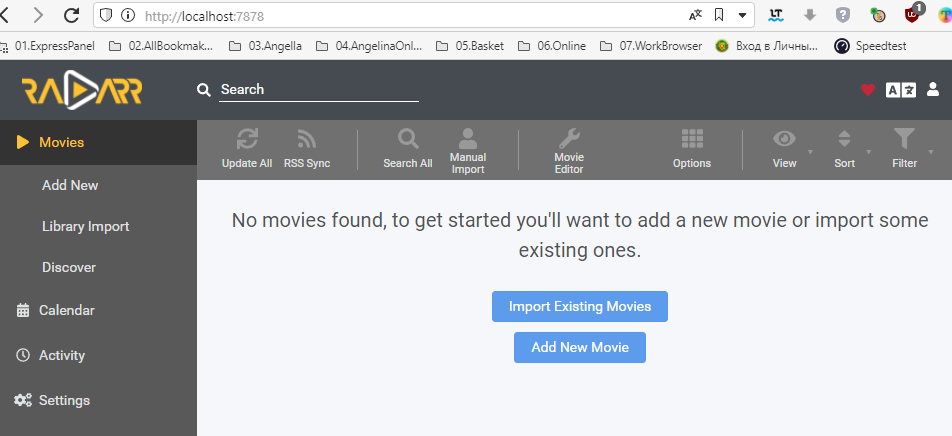 http://localhost:7878
LT
1
01.ExpressPanel 02.AllBookmak... 03.Angella 04.AngelinaOnl... 05.Basket 06.Online 07.WorkBrowser Вход в Личны... Speedtest
RADARR
Search
Movies
Add New
Library Import
Discover
Calendar
Activity
Settings
Update All
RSS Sync
Search All
Manual
Import
Movie
Editor
Options
View
Sort
Filter
No movies found, to get started you'll want to add a new movie or import some
existing ones.
Import Existing Movies
Add New Movie